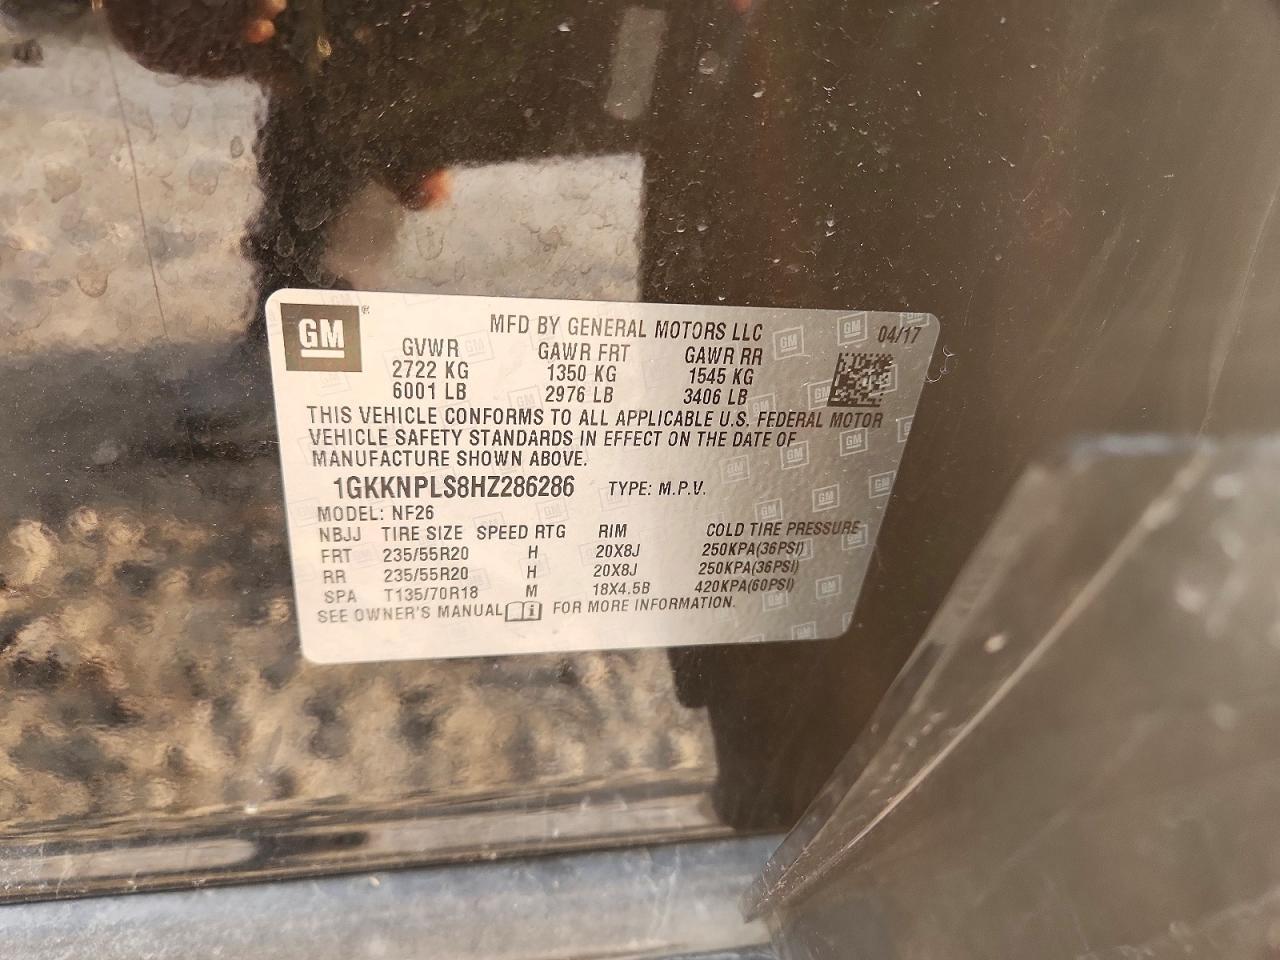 GM ®
MFD BY GENERAL MOTORS LLC 04/17
GVWR GAWR FRT GAWR RR
2722 KG 1350 KG 1545 KG
6001 LB 2976 LB 3406 LB
THIS VEHICLE CONFORMS TO ALL APPLICABLE U.S. FEDERAL MOTOR
VEHICLE SAFETY STANDARDS IN EFFECT ON THE DATE OF
MANUFACTURE SHOWN ABOVE.
1GKKNPLS8HZ286286 TYPE: M.P.V.
MODEL: NF26
NBJJ TIRE SIZE SPEED RTG RIM COLD TIRE PRESSURE
FRT 235/55R20 H 20X8J 250KPA(36PSI)
RR 235/55R20 H 20X8J 250KPA(36PSI)
SPA T135/70R18 M 18X4.5B 420KPA(60PSI)
SEE OWNER'S MANUAL FOR MORE INFORMATION.